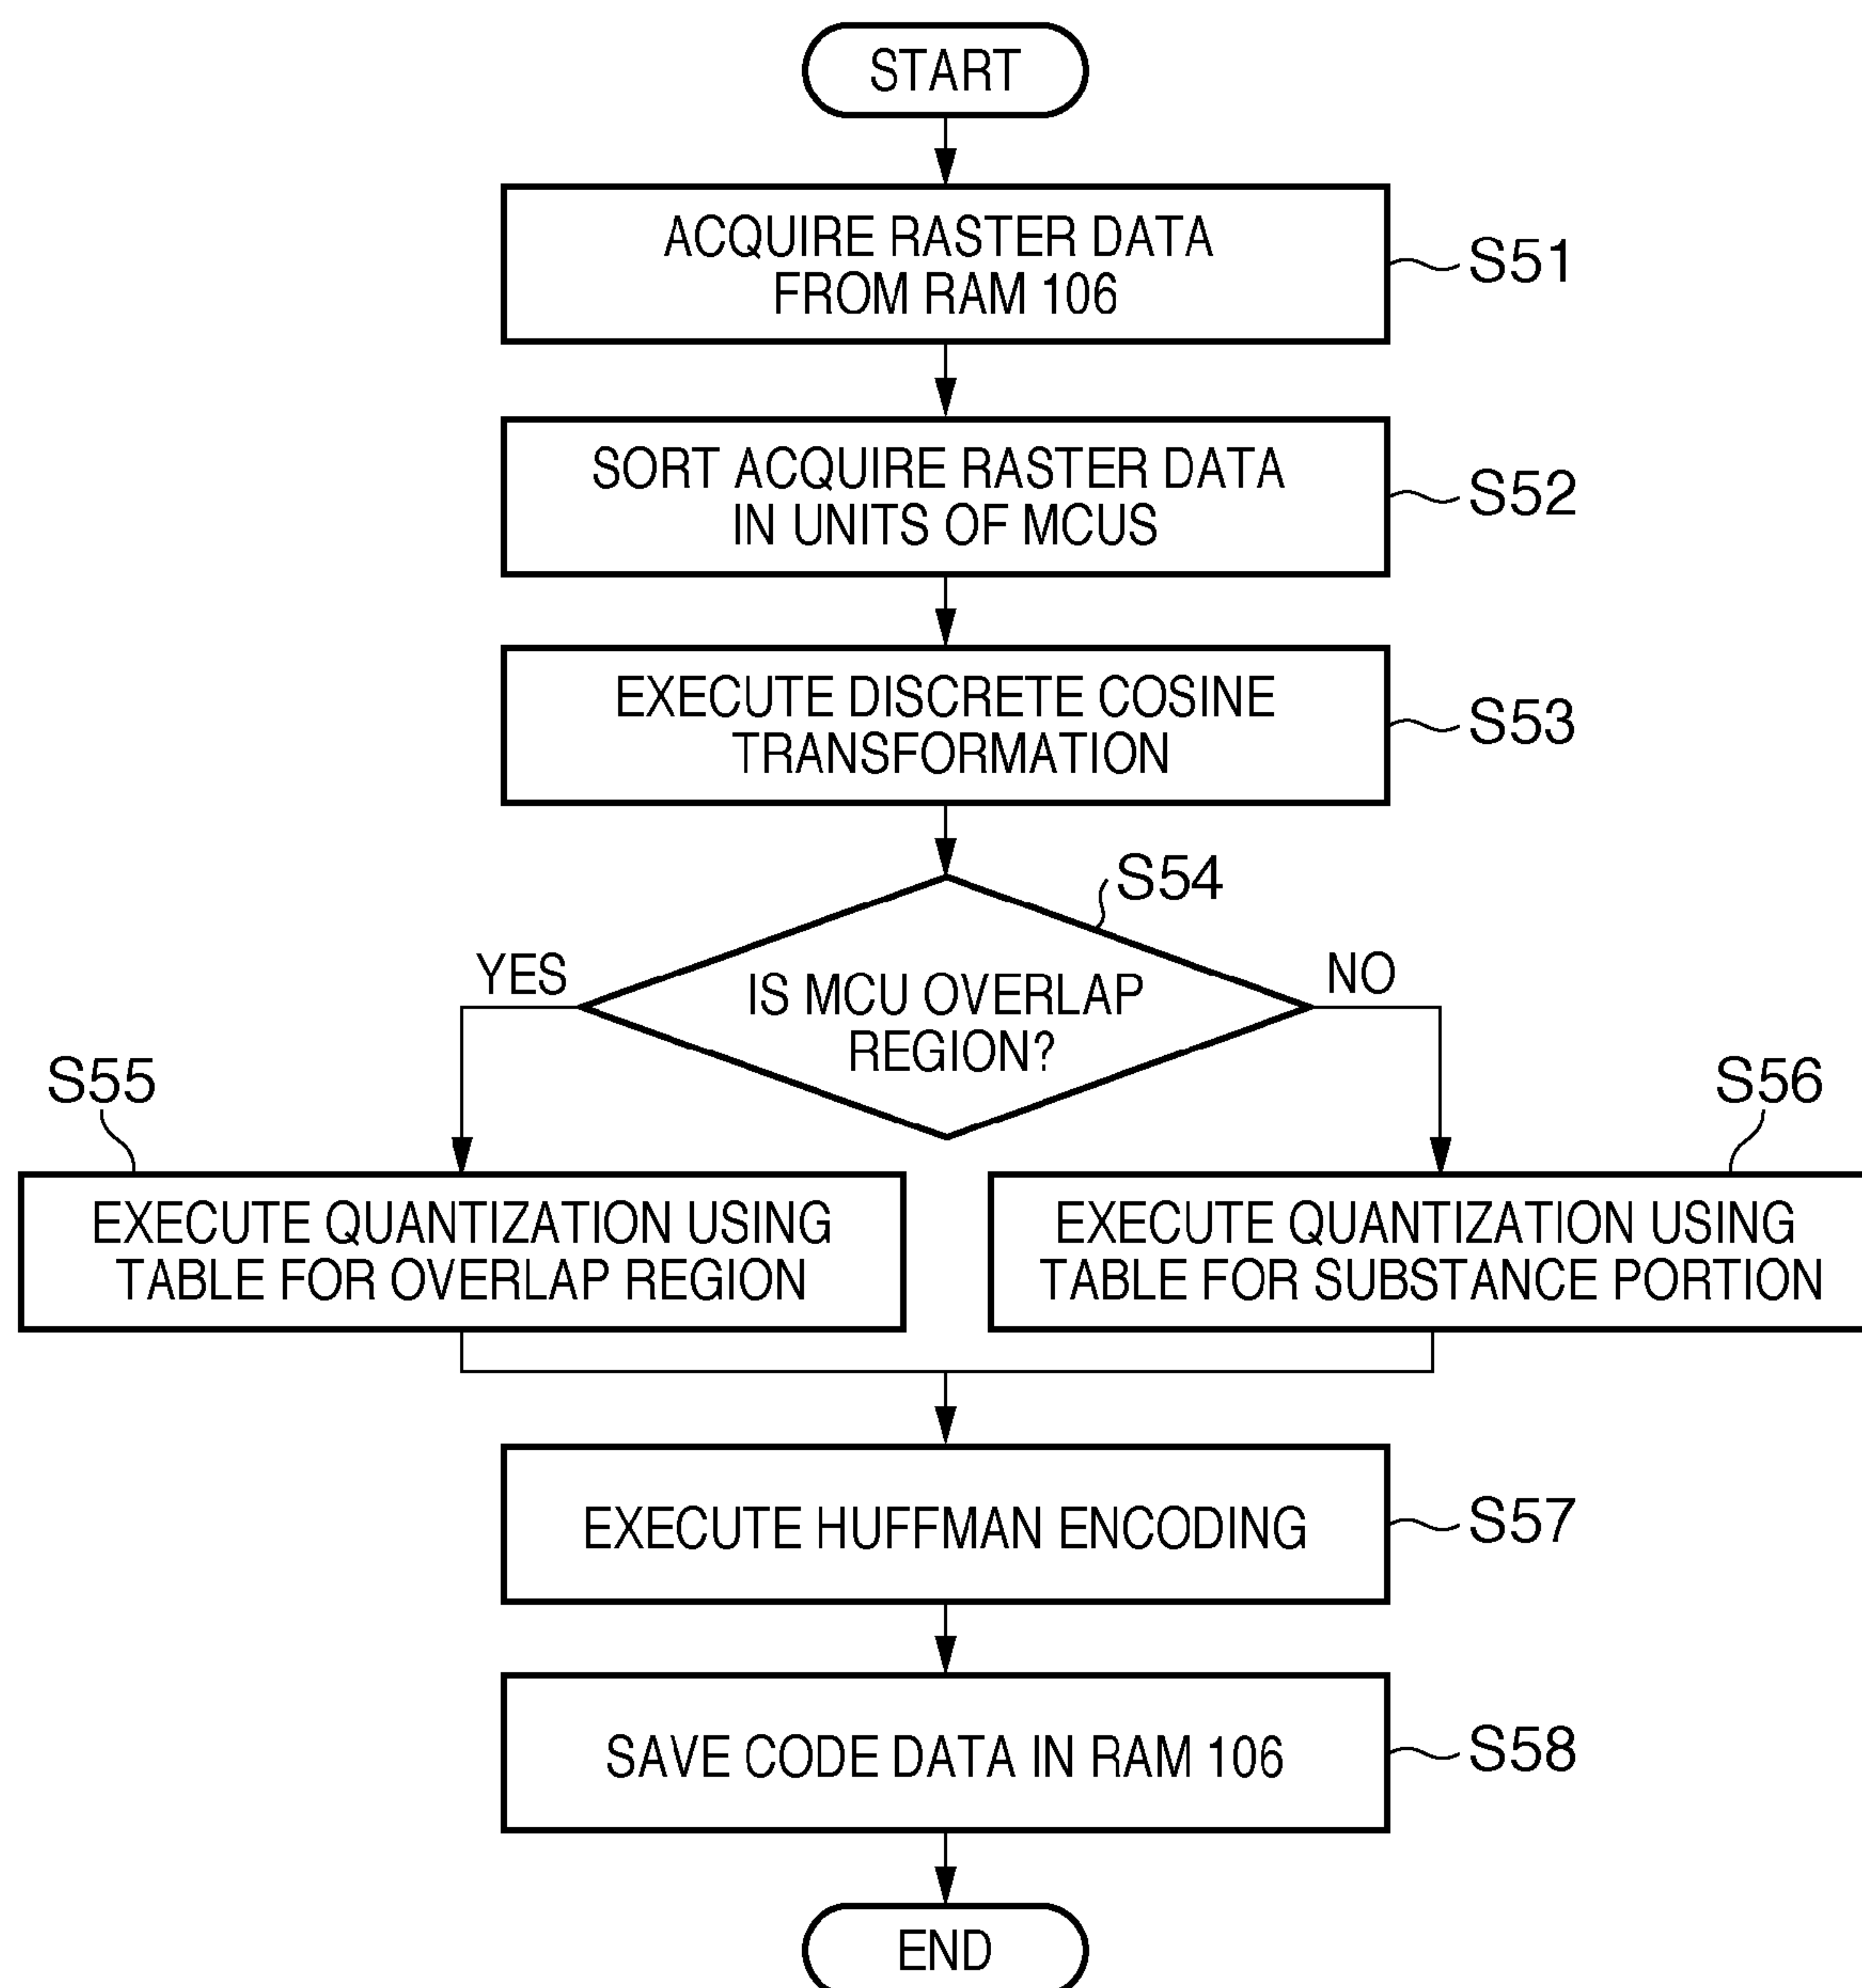 START
ACQUIRE RASTER DATA
FROM RAM 106
S51
SORT ACQUIRE RASTER DATA
IN UNITS OF MCUS
S52
EXECUTE DISCRETE COSINE
TRANSFORMATION
S53
S54
YES
IS MCU OVERLAP
REGION?
NO
S55
S56
EXECUTE QUANTIZATION USING
TABLE FOR OVERLAP REGION
EXECUTE QUANTIZATION USING
TABLE FOR SUBSTANCE PORTION
EXECUTE HUFFMAN ENCODING
S57
SAVE CODE DATA IN RAM 106
S58
END